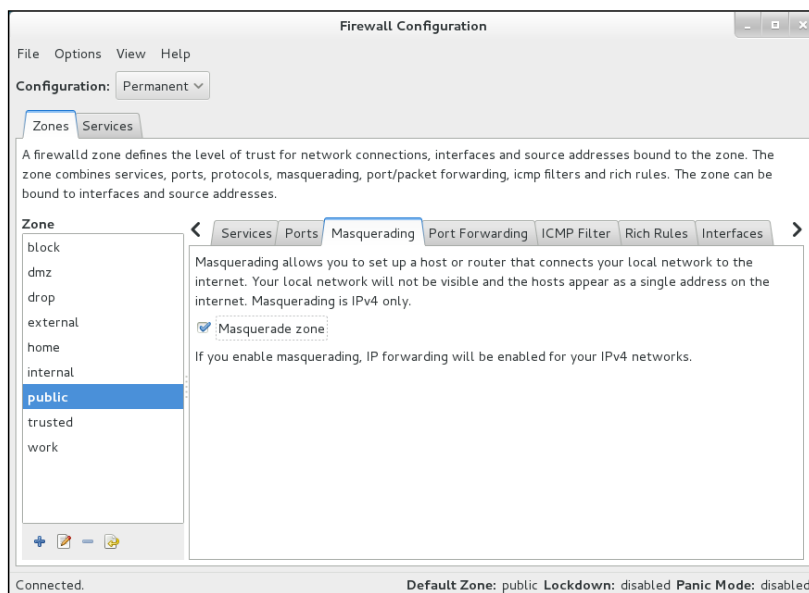 Firewall Configuration
File Options View Help
Configuration: Permanent
Zones Services
A firewalld zone defines the level of trust for network connections, interfaces and source addresses bound to the zone. The
zone combines services, ports, protocols, masquerading, port/packet forwarding, icmp filters and rich rules. The zone can be
bound to interfaces and source addresses.
Zone
block
dmz
drop
external
home
internal
public
trusted
work
Services Ports Masquerading Port Forwarding ICMP Filter Rich Rules Interfaces
Masquerading allows you to set up a host or router that connects your local network to the
internet. Your local network will not be visible and the hosts appear as a single address on the
internet. Masquerading is IPv4 only.
Masquerade zone
If you enable masquerading, IP forwarding will be enabled for your IPv4 networks.
Connected.
Default Zone: public Lockdown: disabled Panic Mode: disabled